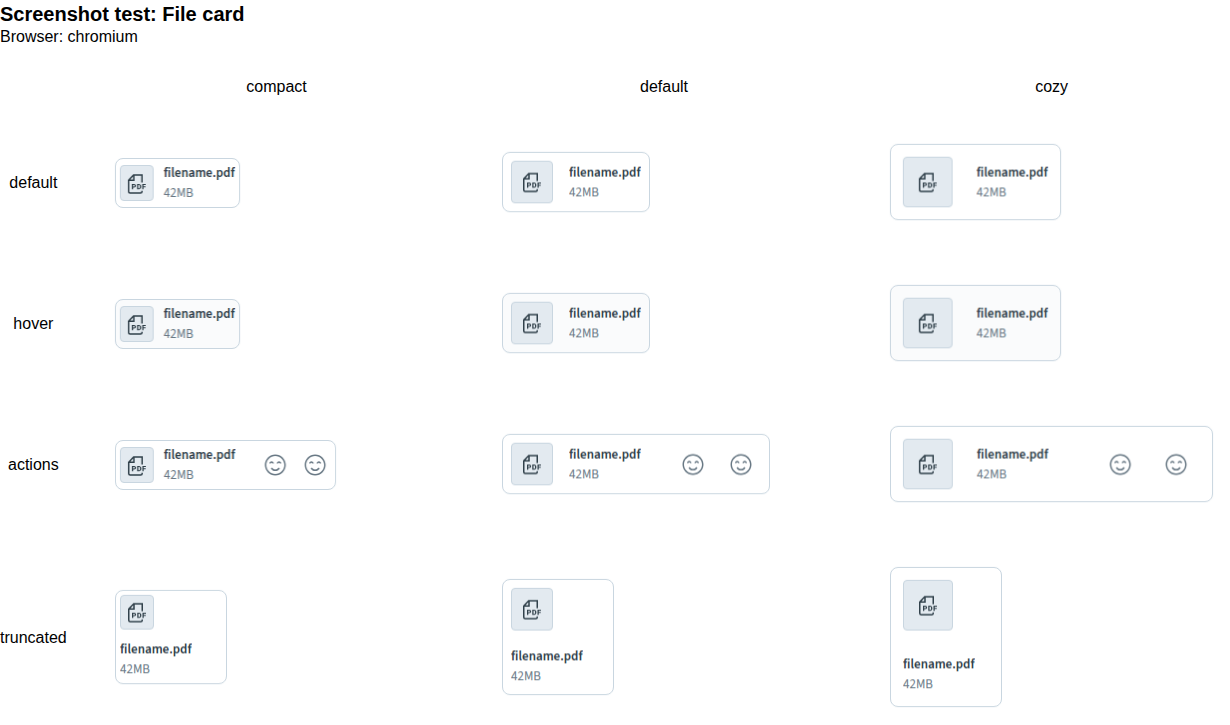 Screenshot test: File card
Browser: chromium
compact default cozy
default
PDF filename.pdf 42MB
PDF filename.pdf 42MB
PDF filename.pdf 42MB
hover
PDF filename.pdf 42MB
PDF filename.pdf 42MB
PDF filename.pdf 42MB
actions
PDF filename.pdf 42MB
PDF filename.pdf 42MB
PDF filename.pdf 42MB
truncated
PDF filename.pdf 42MB
PDF filename.pdf 42MB
PDF filename.pdf 42MB